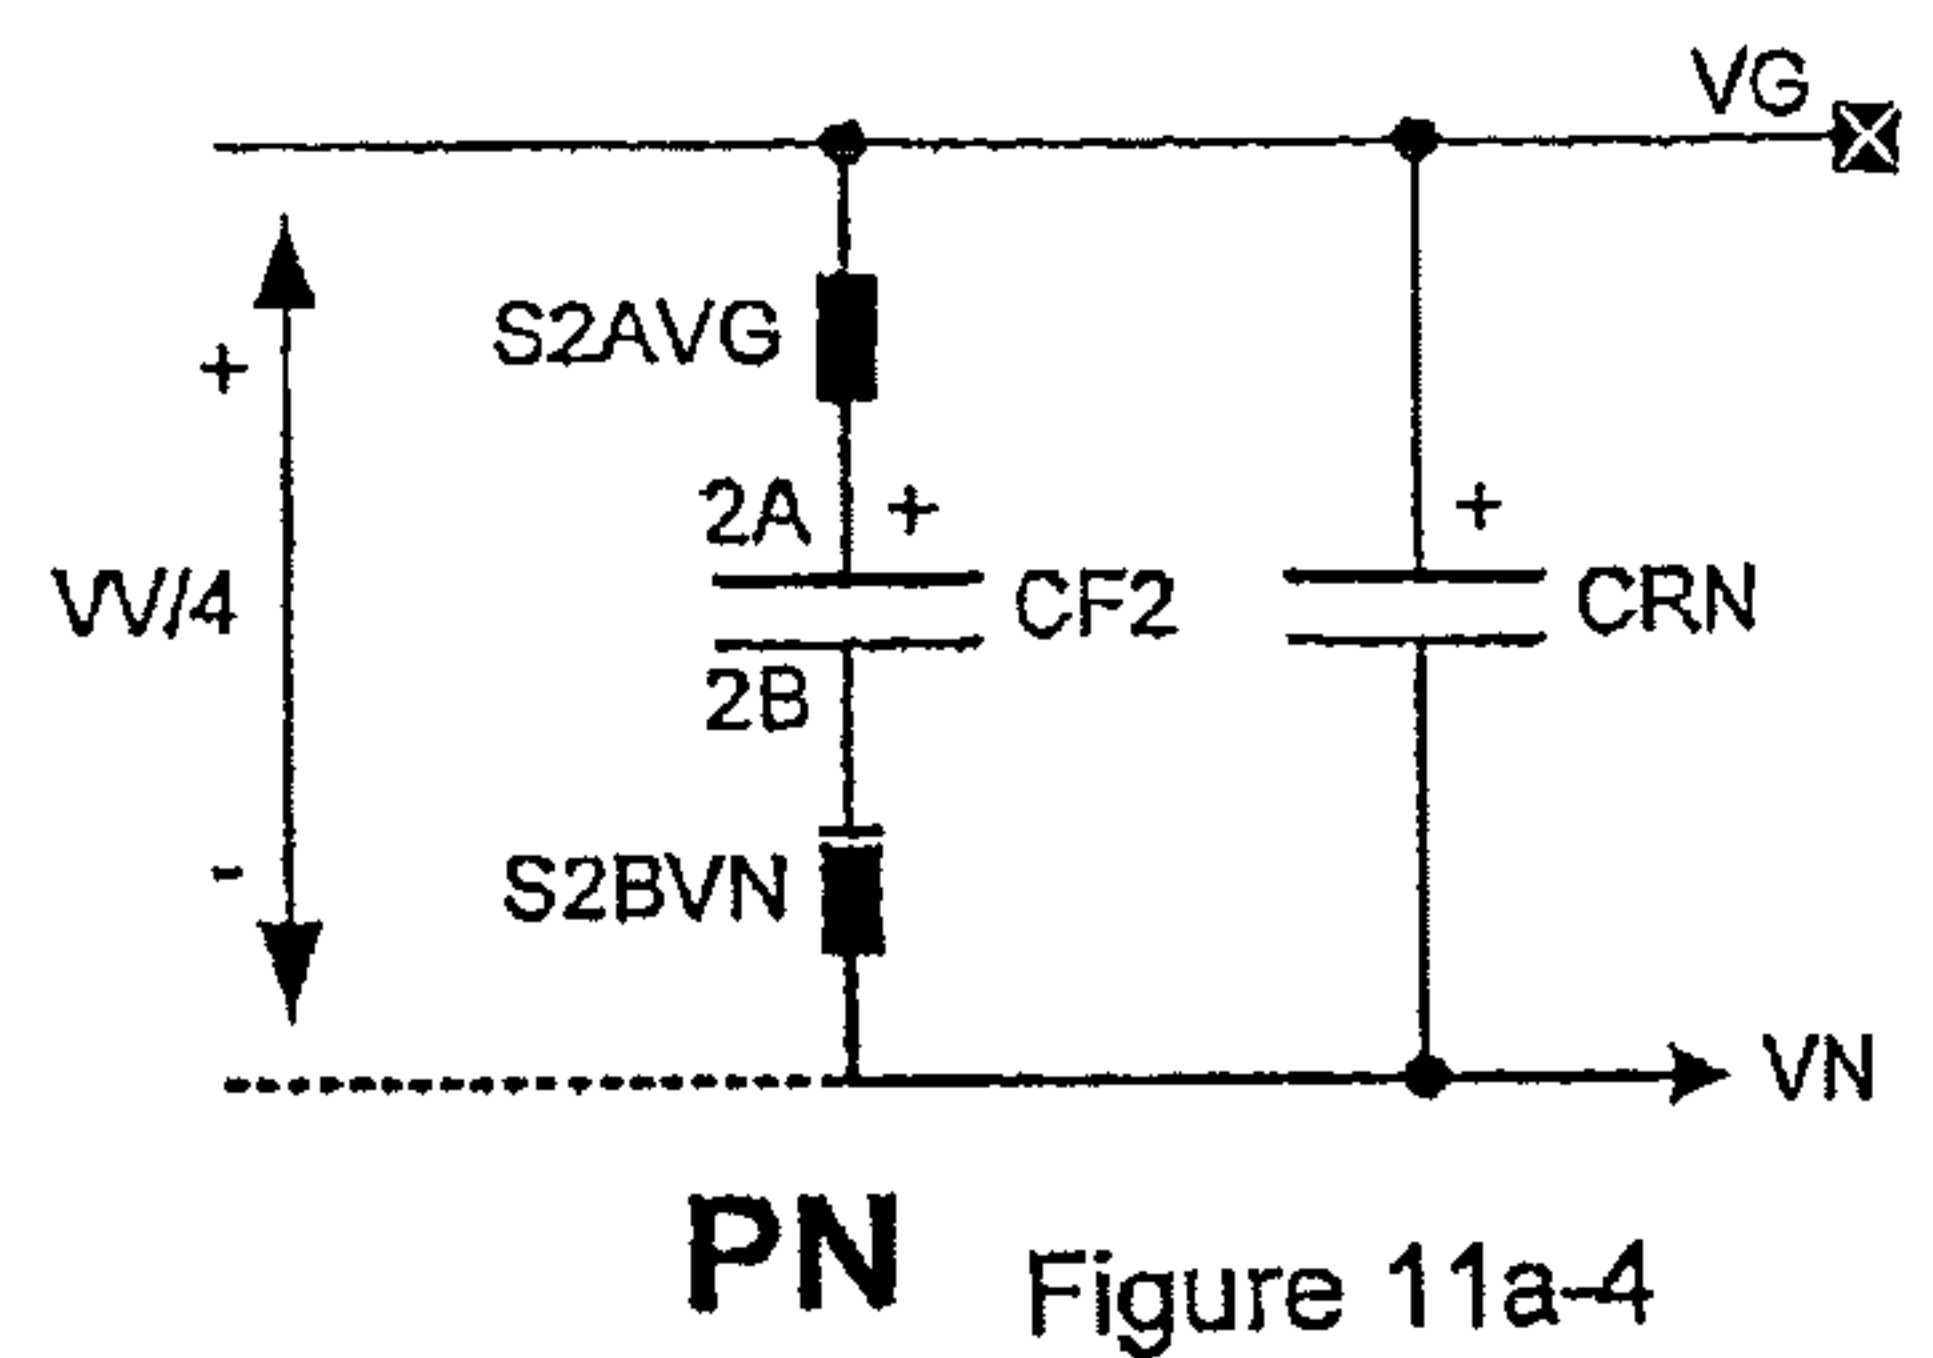 VG
S2AVG
+
2A +
+
VV/4
CF2
CRN
2B
-
S2BVN
VN
PN
Figure 11a-4